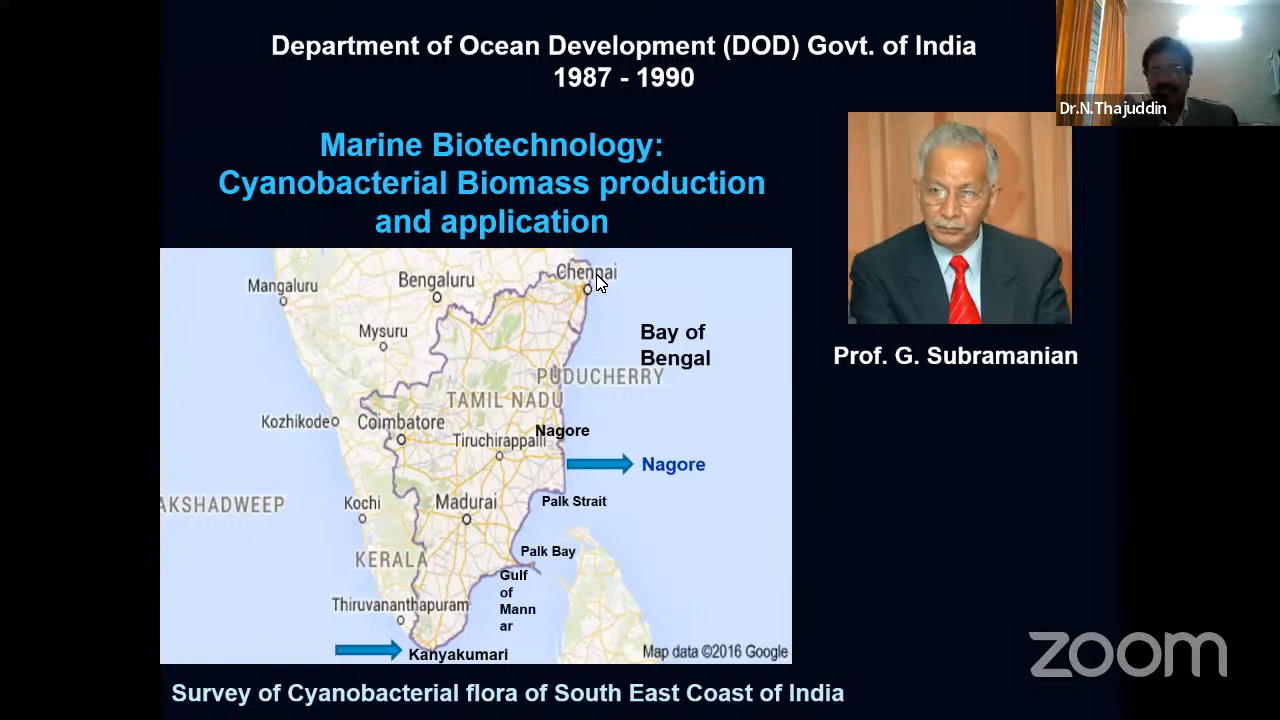 Department of Ocean Development (DOD) Govt. of India
1987 - 1990
Dr.N.Thajuddin
Marine Biotechnology:
Cyanobacterial Biomass production
and application
Prof. G. Subramanian
Chennai
Mangaluru
Bengaluru
Mysuru
Bay of
Bengal
PUDUCHERRY
TAMIL NADU
Kozhikode
Coimbatore
Nagore
Tiruchirappalli
Nagore
AKSHADWEEP
Kochi
Madurai
Palk Strait
KERALA
Palk Bay
Gulf
of
Mann
ar
Thiruvananthapuram
Kanyakumari
Map data ©2016 Google
zoom
Survey of Cyanobacterial flora of South East Coast of India